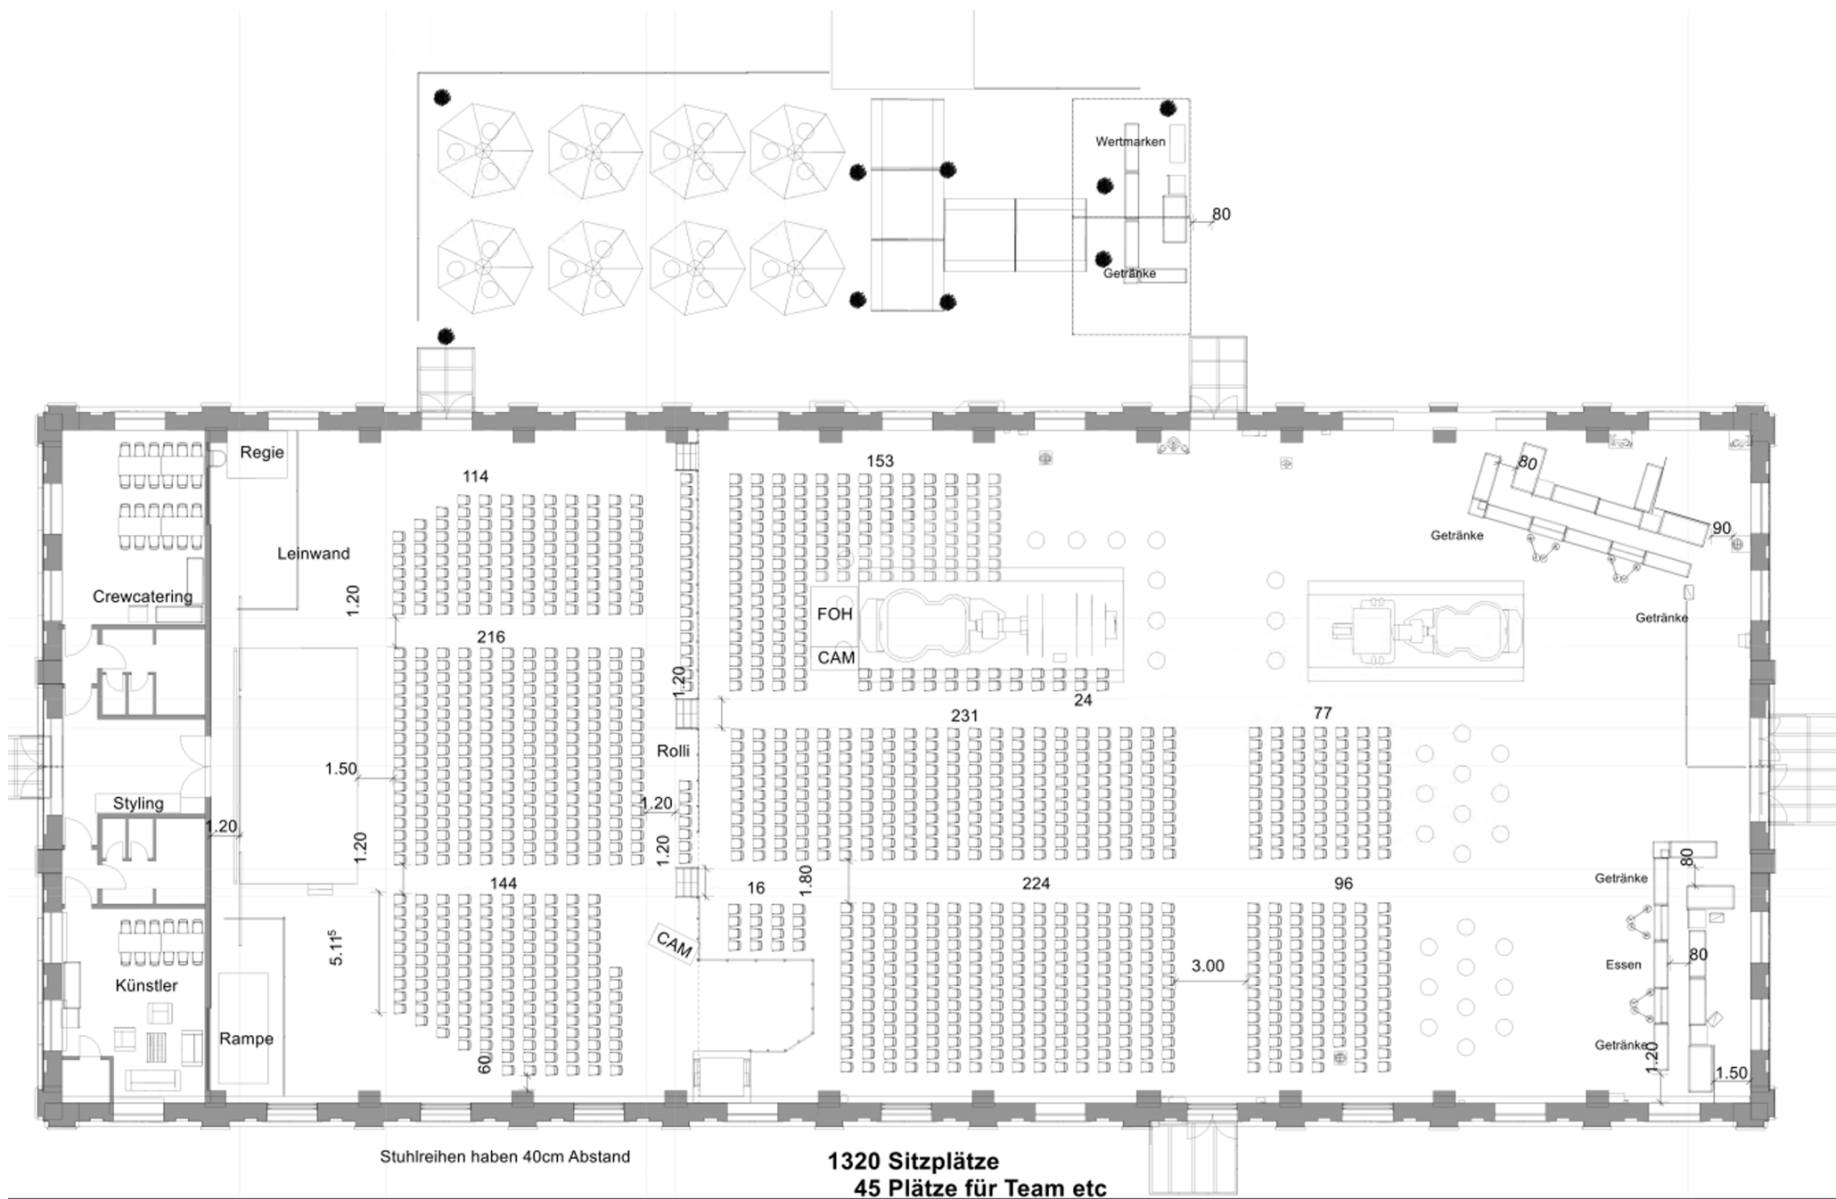 Wertmarken
80
Getränke
Regie
114
153
80
Leinwand
Getränke
90
Crewcatering
1.20
FOH
Getränke
216
CAM
1.20
24
231
77
Rolli
1.50
Styling
1.20
1.20
1.20
1.20
144
16
1.80
224
96
80
Getränke
5.11⁵
CAM
3.00
Essen
80
Künstler
Rampe
60
Getränke
1.20
1.50
Stuhlreihen haben 40cm Abstand
1320 Sitzplätze
45 Plätze für Team etc